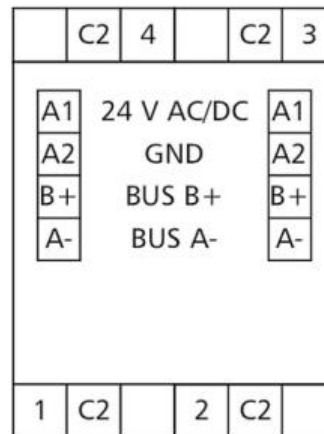 C2 4 C2 3
A1 24 V AC/DC A1
A2 GND A2
B+ BUS B+ B+
A- BUS A- A-
1 C2 2 C2